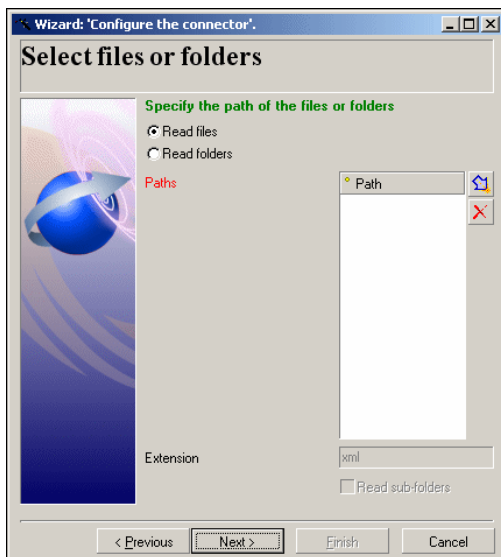 Wizard: 'Configure the connector'.
Select files or folders
Specify the path of the files or folders
Read files
Read folders
Paths
Path
Extension
xml
Read sub-folders
< Previous
Next >
Finish
Cancel